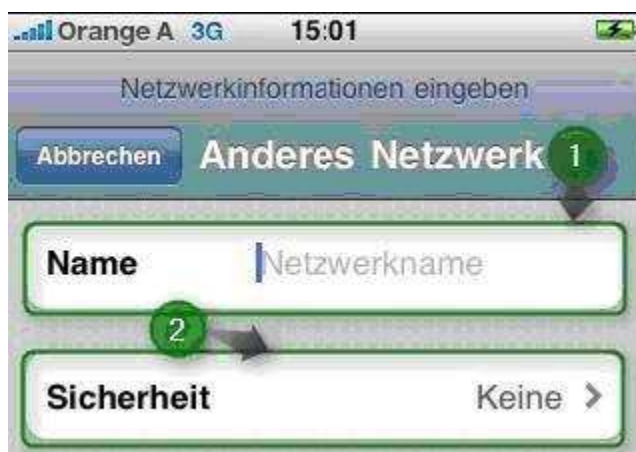 Orange A 3G 15:01
Netzwerkinformationen eingeben
Abbrechen Anderes Netzwerk 1
Name Netzwerkname
2
Sicherheit Keine